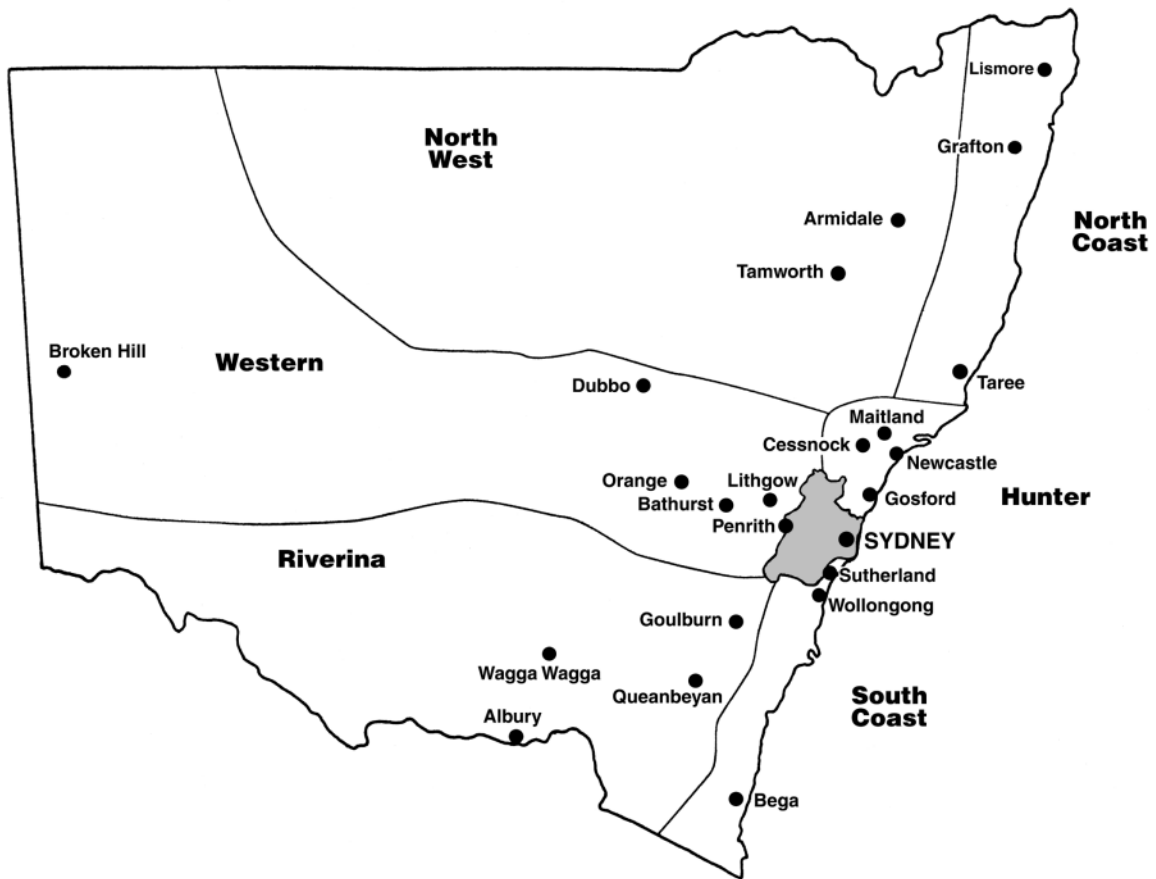 Lismore
North
West
Grafton
Armidale
North
Coast
Tamworth
Broken Hill
Western
Dubbo
Taree
Maitland
Cessnock
Newcastle
Orange
Lithgow
Gosford
Hunter
Bathurst
Penrith
SYDNEY
Riverina
Sutherland
Wollongong
Goulburn
Wagga Wagga
Queanbeyan
South
Coast
Albury
Bega